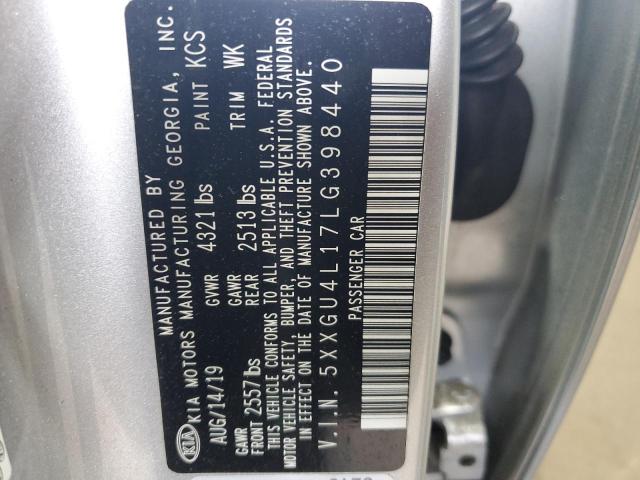 MANUFACTURED BY
KIA KIA MOTORS MANUFACTURING GEORGIA, INC.
AUG/14/19 GVWR 4321 lbs PAINT KCS
GAWR FRONT 2557 lbs GAWR REAR 2513 lbs TRIM WK
THIS VEHICLE CONFORMS TO ALL APPLICABLE U.S.A. FEDERAL
MOTOR VEHICLE SAFETY, BUMPER, AND THEFT PREVENTION STANDARDS
IN EFFECT ON THE DATE OF MANUFACTURE SHOWN ABOVE.
V.I.N. 5XXGU4L17LG398440
PASSENGER CAR